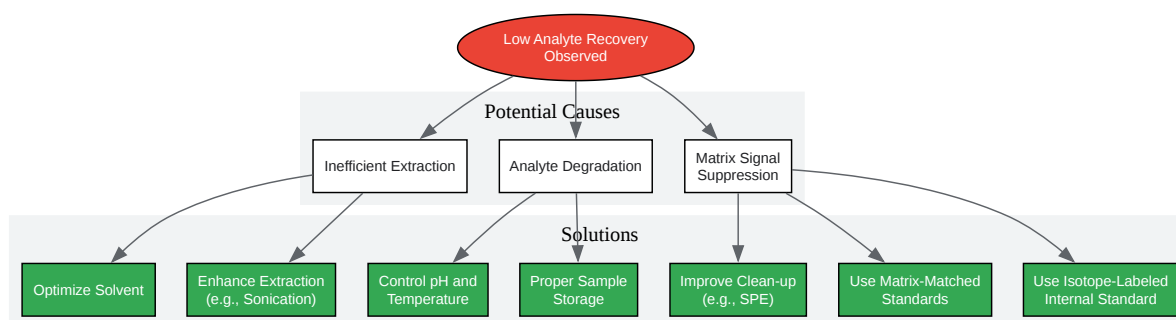 Low Analyte Recovery
Observed
Potential Causes
Inefficient Extraction
Analyte Degradation
Matrix Signal
Suppression
Solutions
Optimize Solvent
Enhance Extraction
(e.g., Sonication)
Control pH and
Temperature
Proper Sample
Storage
Improve Clean-up
(e.g., SPE)
Use Matrix-Matched
Standards
Use Isotope-Labeled
Internal Standard